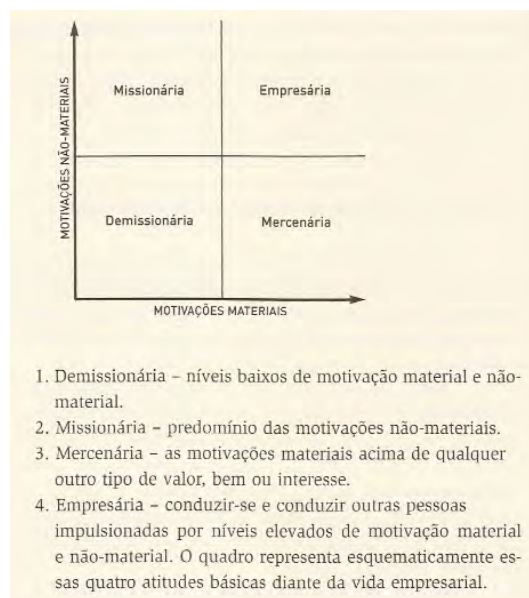 MOTIVAÇÕES NÃO-MATERIAIS
Missionária
Empresária
Demissionária
Mercenária
MOTIVAÇÕES MATERIAIS
1. Demissionária – níveis baixos de motivação material e não-
material.
2. Missionária – predomínio das motivações não-materiais.
3. Mercenária – as motivações materiais acima de qualquer
outro tipo de valor, bem ou interesse.
4. Empresária – conduzir-se e conduzir outras pessoas
impulsionadas por níveis elevados de motivação material
e não-material. O quadro representa esquematicamente es-
sas quatro atitudes básicas diante da vida empresarial.